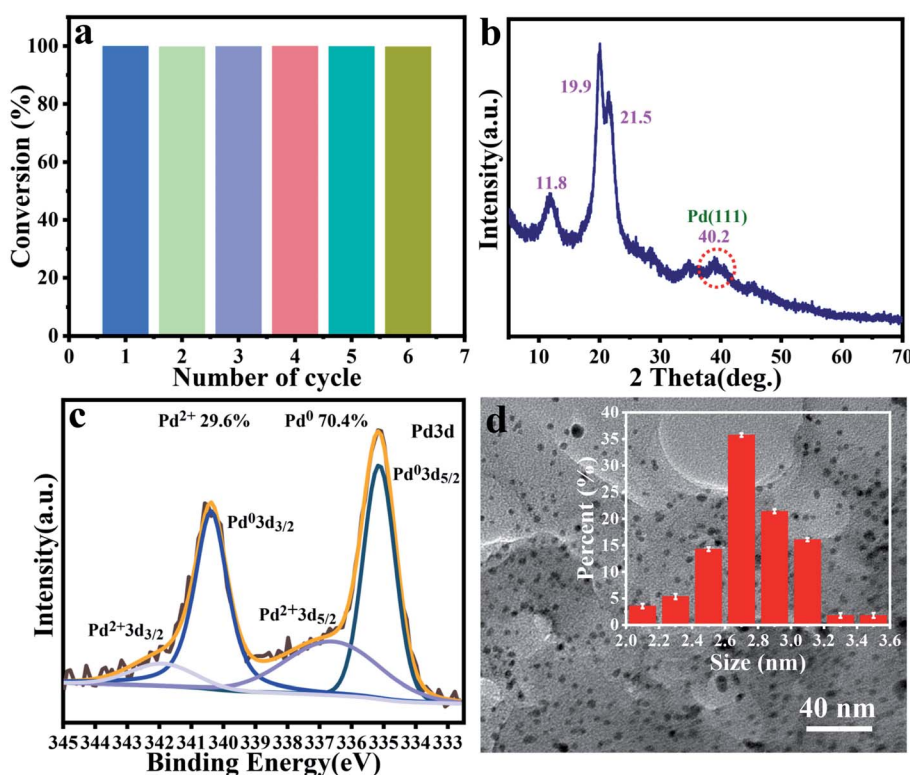 a
Conversion (%)
100
80
60
40
20
0
0 1 2 3 4 5 6 7
Number of cycle
b
Intensity(a.u.)
19.9
21.5
11.8
Pd(111)
40.2
10 20 30 40 50 60 70
2 Theta(deg.)
c
Pd²⁺ 29.6% Pd⁰ 70.4% Pd3d
Pd⁰3d5/2
Pd⁰3d3/2
Pd²⁺3d5/2
Pd²⁺3d3/2
Intensity(a.u.)
345 344 343 342 341 340 339 338 337 336 335 334 333
Binding Energy(eV)
d
Percent (%)
40
35
30
25
20
15
10
5
0
2.0 2.2 2.4 2.6 2.8 3.0 3.2 3.4 3.6
Size (nm)
40 nm